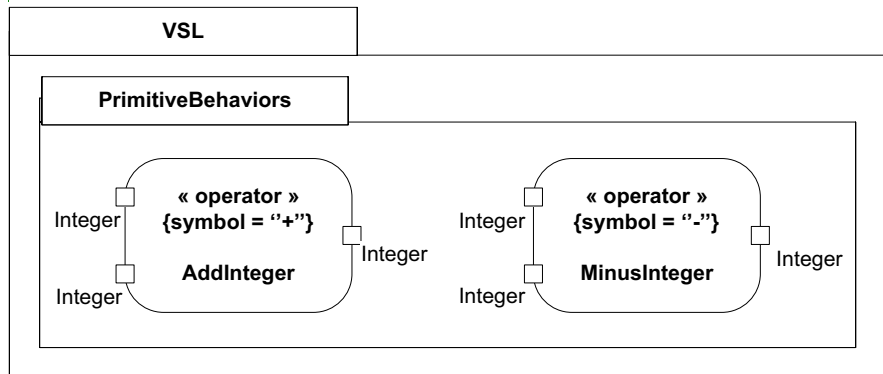 VSL
PrimitiveBehaviors
« operator »
{symbol = ‘’+’’}
Integer
Integer
AddInteger
Integer
« operator »
{symbol = ‘’-’’}
Integer
Integer
MinusInteger
Integer